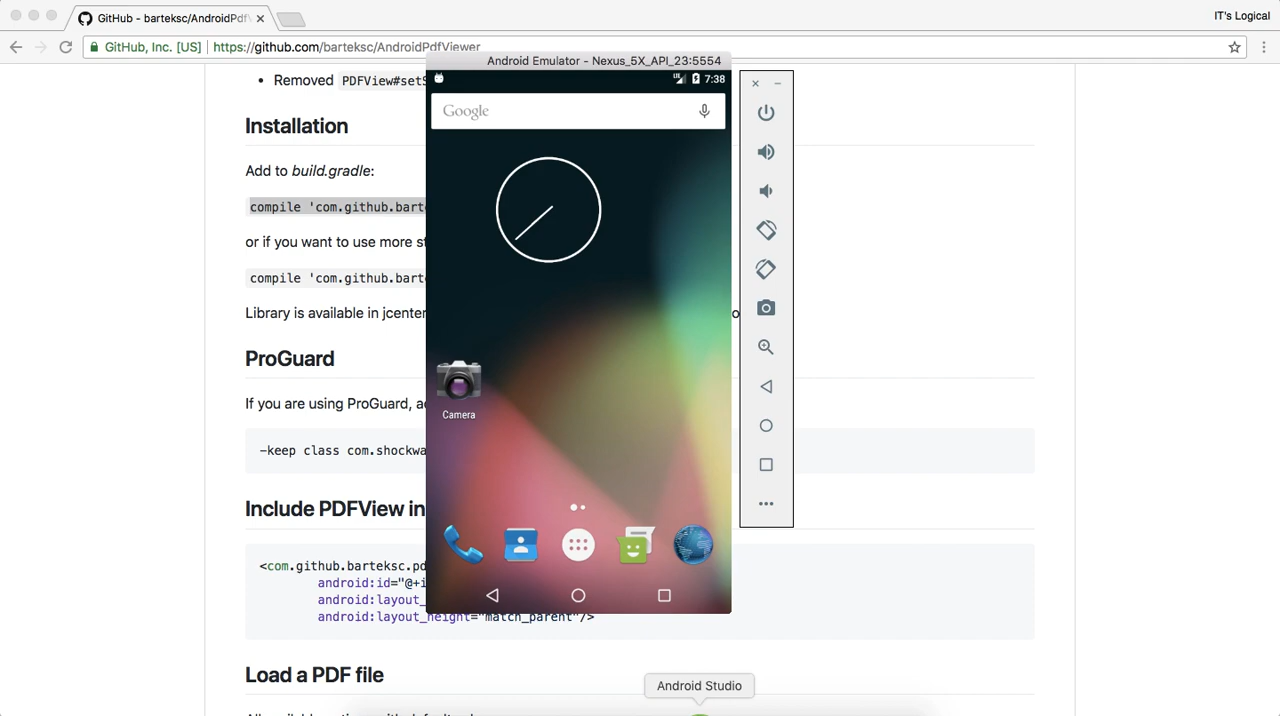 GitHub - barteksc/AndroidPdfV
IT's Logical
GitHub, Inc. [US]
https://github.com/barteksc/AndroidPdfViewer
Android Emulator - Nexus_5X_API_23:5554
Removed PDFView#setS
LTE 7:38
Google
Installation
Add to build.gradle:
compile 'com.github.barte
or if you want to use more st
compile 'com.github.barte
Library is available in jcenter
ProGuard
Camera
If you are using ProGuard, a
-keep class com.shockwa
Include PDFView in
<com.github.barteksc.pd
android:id="@+i
android:layout_
android:layout_height="match_parent"/>
Load a PDF file
Android Studio